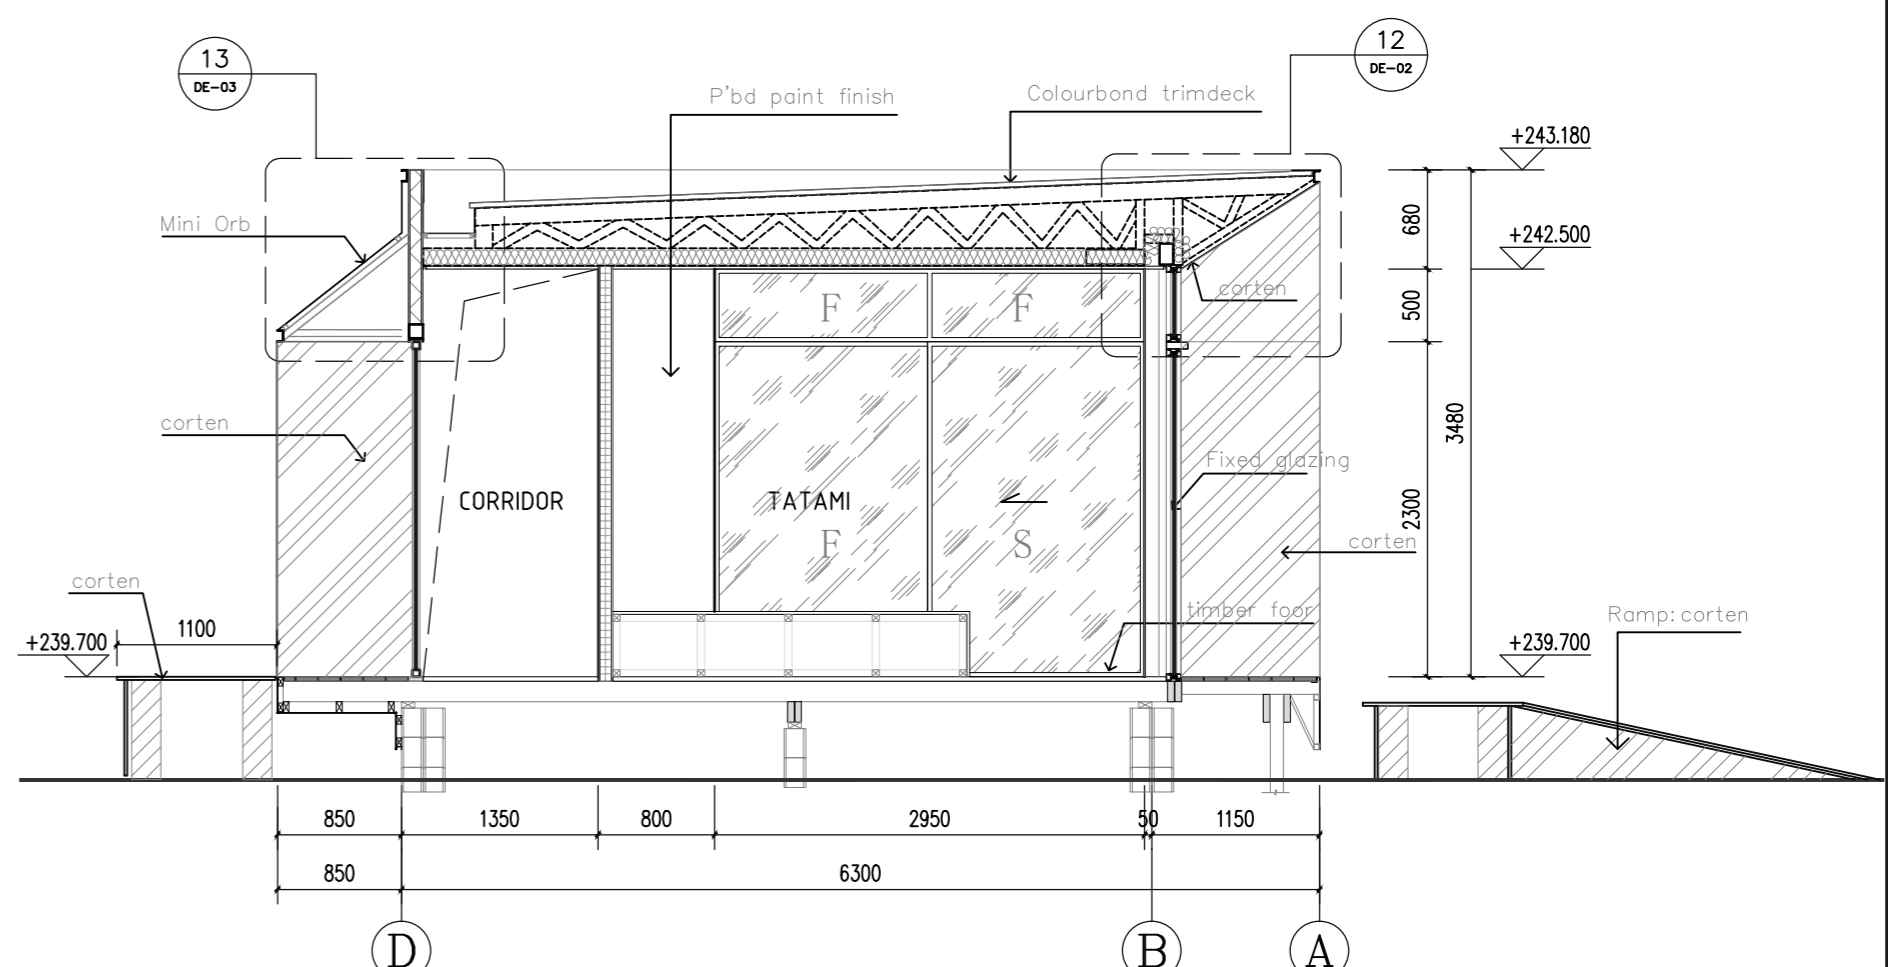 13
DE-03
12
DE-02
P'bd paint finish
Colourbond trimdeck
+243.180
Mini Orb
680
+242.500
corten
F
F
500
corten
3480
Fixed glazing
CORRIDOR
TATAMI
2300
F
S
corten
corten
timber foor
Ramp: corten
1100
+239.700
+239.700
850
1350
800
2950
50
1150
850
6300
D
B
A